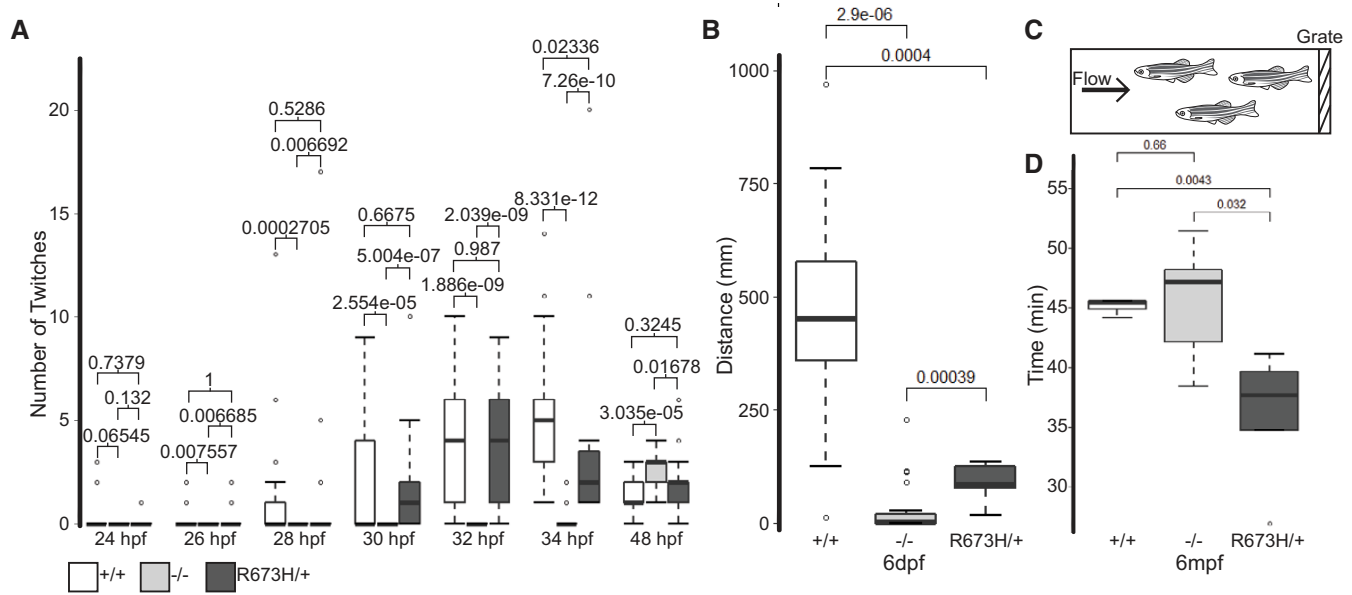 A
Number of Twitches
20
15
10
5
0
0.7379
0.132
0.06545
1
0.006685
0.007557
0.5286
0.006692
0.0002705
0.6675
5.004e-07
2.554e-05
2.039e-09
0.987
1.886e-09
0.02336
7.26e-10
8.331e-12
0.3245
0.01678
3.035e-05
24 hpf 26 hpf 28 hpf 30 hpf 32 hpf 34 hpf 48 hpf
+/+ -/- R673H/+
B
Distance (mm)
1000
750
500
250
0
2.9e-06
0.0004
0.00039
+/+ -/- R673H/+
6dpf
C
Grate
Flow
D
Time (min)
55
50
45
40
35
30
0.66
0.0043
0.032
+/+ -/- R673H/+
6mpf